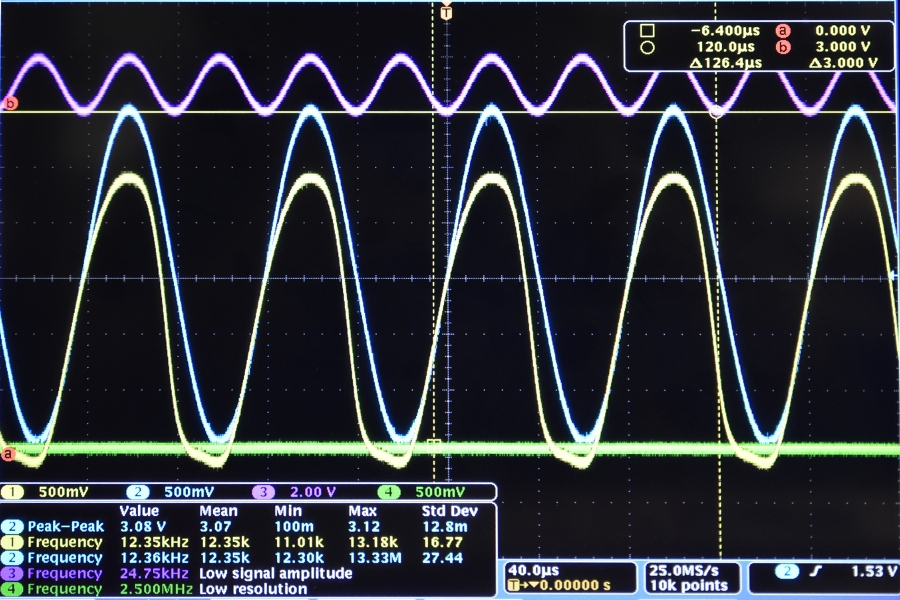 T
−6.400µs a 0.000 V
120.0µs b 3.000 V
Δ126.4µs Δ3.000 V
b
a
1 500mV 2 500mV 3 2.00 V 4 500mV
Value Mean Min Max Std Dev
2 Peak−Peak 3.08 V 3.07 100m 3.12 12.8m
1 Frequency 12.35kHz 12.35k 11.01k 13.18k 16.77
2 Frequency 12.36kHz 12.35k 12.30k 13.33M 27.44
3 Frequency 24.75kHz Low signal amplitude
4 Frequency 2.500MHz Low resolution
40.0µs
T→▼0.00000 s
25.0MS/s
10k points
2 1.53 V